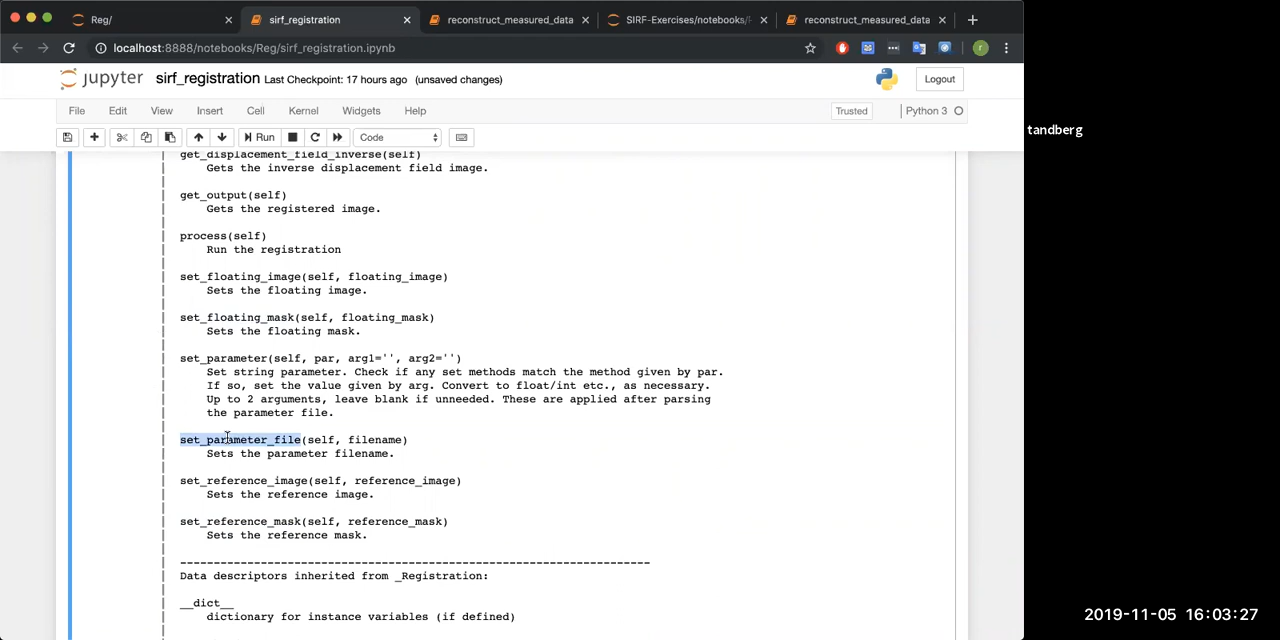 Reg/
sirf_registration
reconstruct_measured_data
SIRF-Exercises/notebooks/
reconstruct_measured_data
localhost:8888/notebooks/Reg/sirf_registration.ipynb
r
jupyter sirf_registration Last Checkpoint: 17 hours ago (unsaved changes)
Logout
File Edit View Insert Cell Kernel Widgets Help
Trusted
Python 3
Run
Code
get_displacement_field_inverse(self)
Gets the inverse displacement field image.
get_output(self)
Gets the registered image.
process(self)
Run the registration
set_floating_image(self, floating_image)
Sets the floating image.
set_floating_mask(self, floating_mask)
Sets the floating mask.
set_parameter(self, par, arg1='', arg2='')
Set string parameter. Check if any set methods match the method given by par.
If so, set the value given by arg. Convert to float/int etc., as necessary.
Up to 2 arguments, leave blank if unneeded. These are applied after parsing
the parameter file.
set_parameter_file(self, filename)
Sets the parameter filename.
set_reference_image(self, reference_image)
Sets the reference image.
set_reference_mask(self, reference_mask)
Sets the reference mask.
----------------------------------------------------------------------
Data descriptors inherited from _Registration:
__dict__
dictionary for instance variables (if defined)
tandberg
2019-11-05 16:03:27